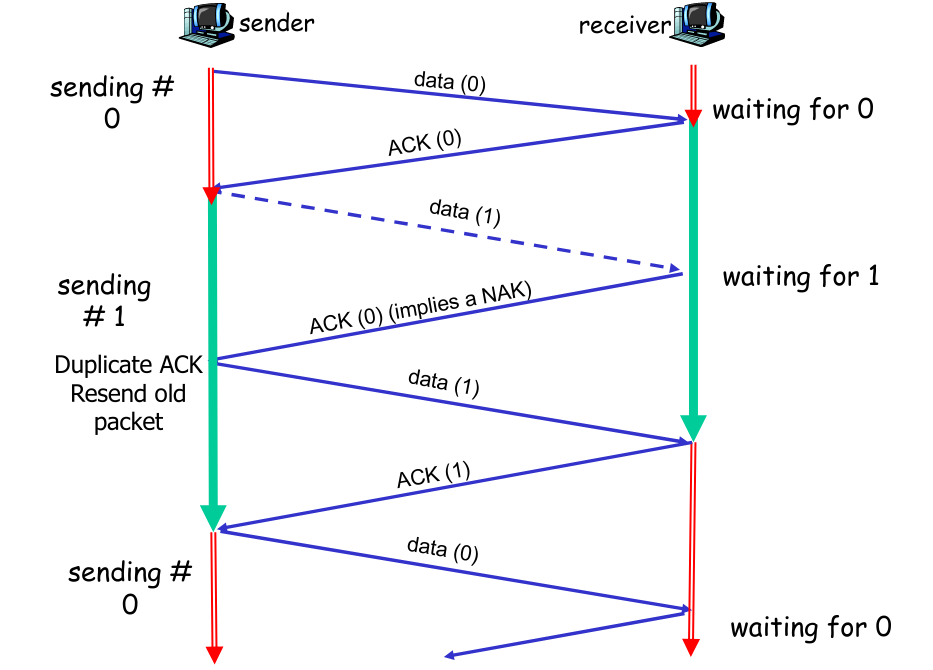 sender
receiver
sending #
0
data (0)
waiting for 0
ACK (0)
data (1)
sending
# 1
waiting for 1
ACK (0) (implies a NAK)
Duplicate ACK
Resend old
packet
data (1)
ACK (1)
data (0)
sending #
0
waiting for 0